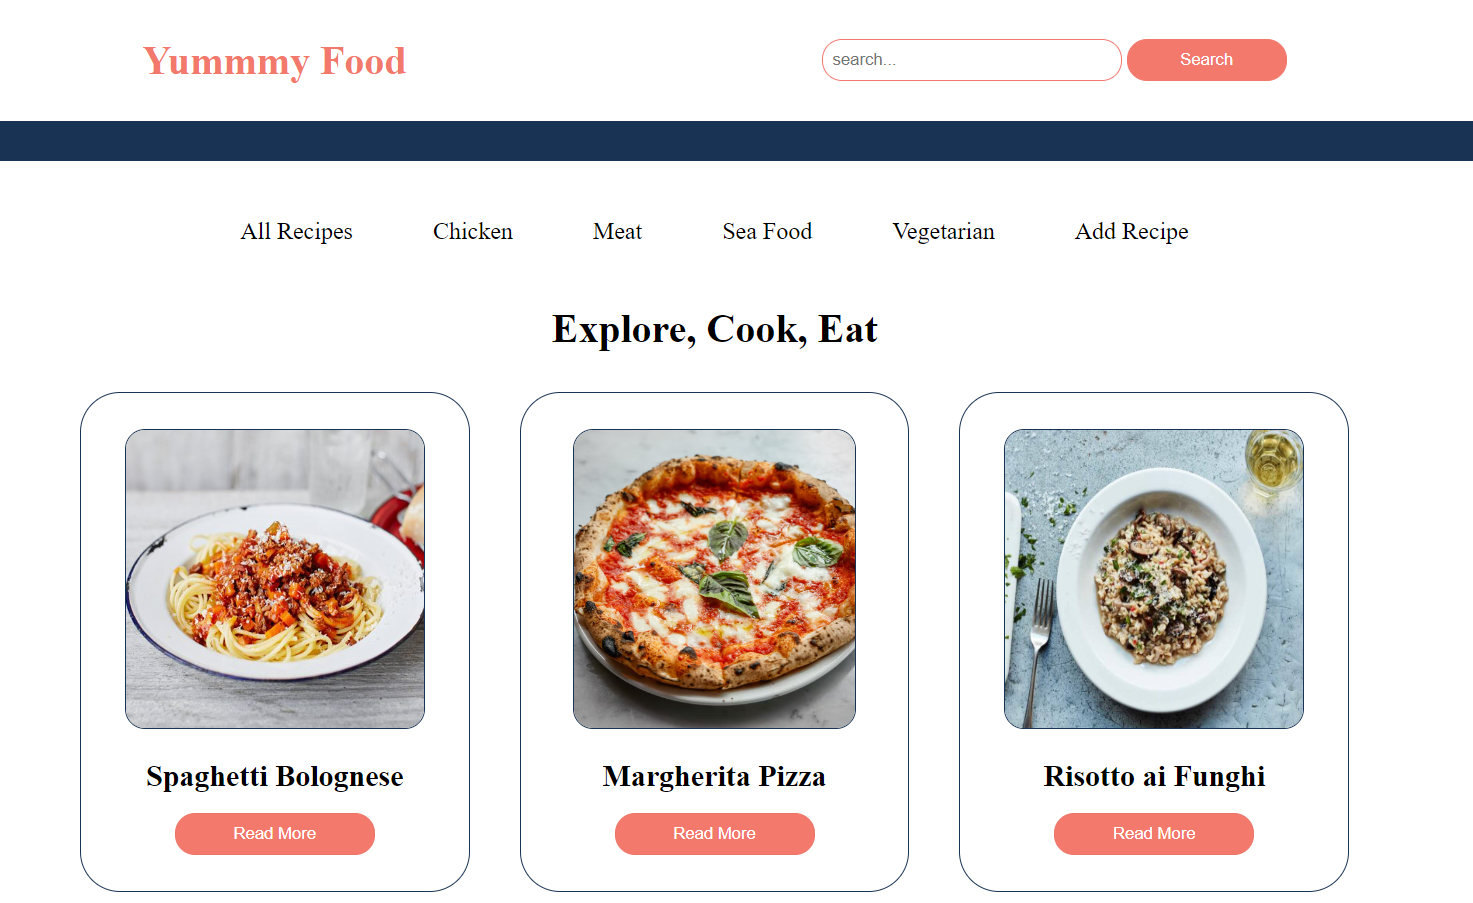 Yummmy Food
search...
Search
All Recipes
Chicken
Meat
Sea Food
Vegetarian
Add Recipe
Explore, Cook, Eat
Spaghetti Bolognese
Read More
Margherita Pizza
Read More
Risotto ai Funghi
Read More